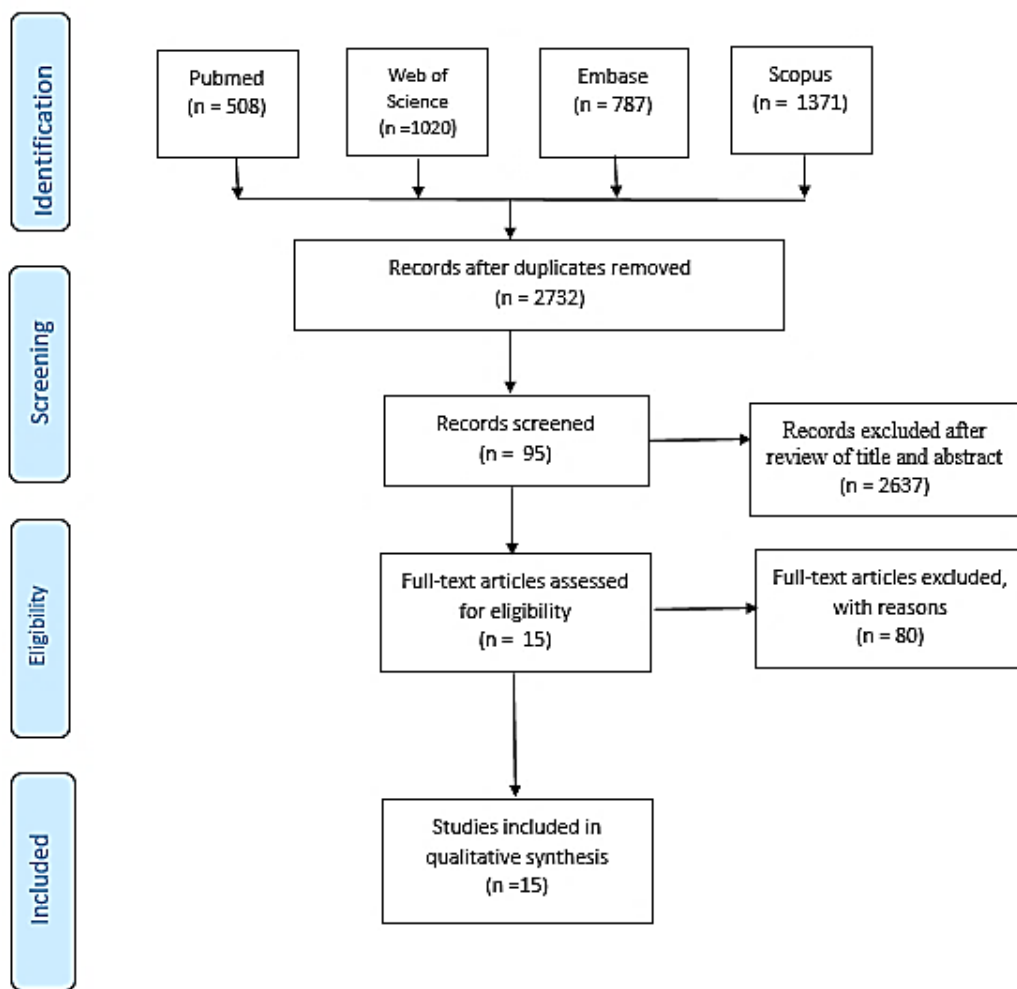 Identification
Pubmed
(n = 508)
Web of
Science
(n =1020)
Embase
(n = 787)
Scopus
(n = 1371)
Screening
Records after duplicates removed
(n = 2732)
Records screened
(n = 95)
Records excluded after
review of title and abstract
(n = 2637)
Eligibility
Full-text articles assessed
for eligibility
(n = 15)
Full-text articles excluded,
with reasons
(n = 80)
Included
Studies included in
qualitative synthesis
(n =15)